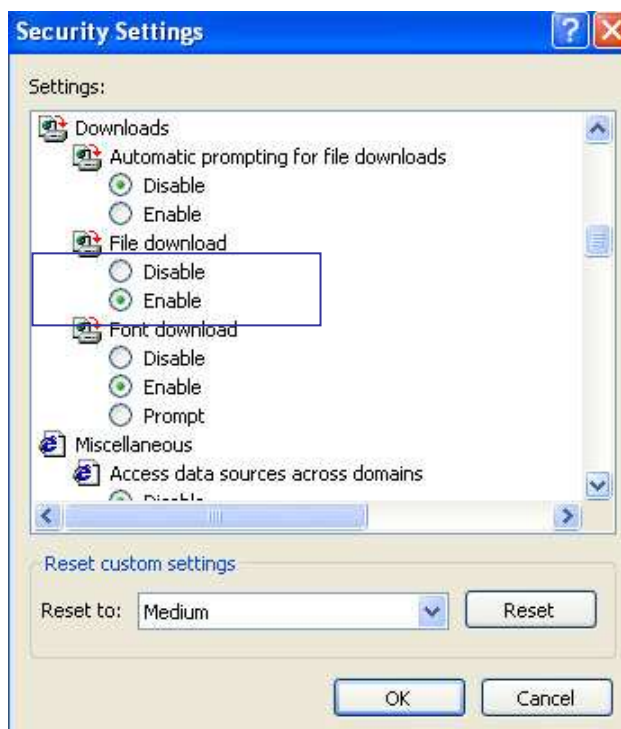 Security Settings
Settings:
Downloads
Automatic prompting for file downloads
Disable
Enable
File download
Disable
Enable
Font download
Disable
Enable
Prompt
Miscellaneous
Access data sources across domains
Disable
Reset custom settings
Reset to: Medium Reset
OK Cancel